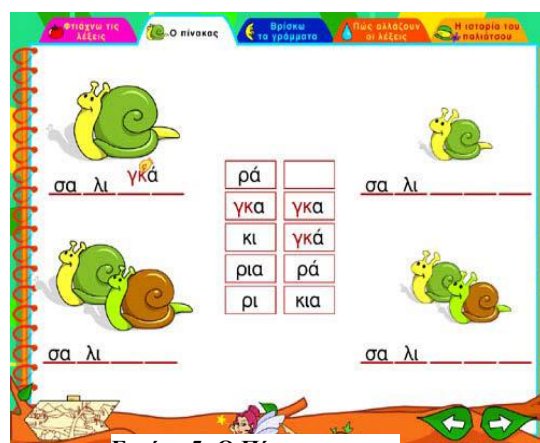 Φτιάχνω τις λέξεις
Ο πίνακας
Βρίσκω τα γράμματα
Πώς αλλάζουν οι λέξεις
Η ιστορία του παλιάτσου
σα λι γκά
σα λι
ρά
γκα γκα
κι γκά
ρια ρά
ρι κια
σα λι
σα λι